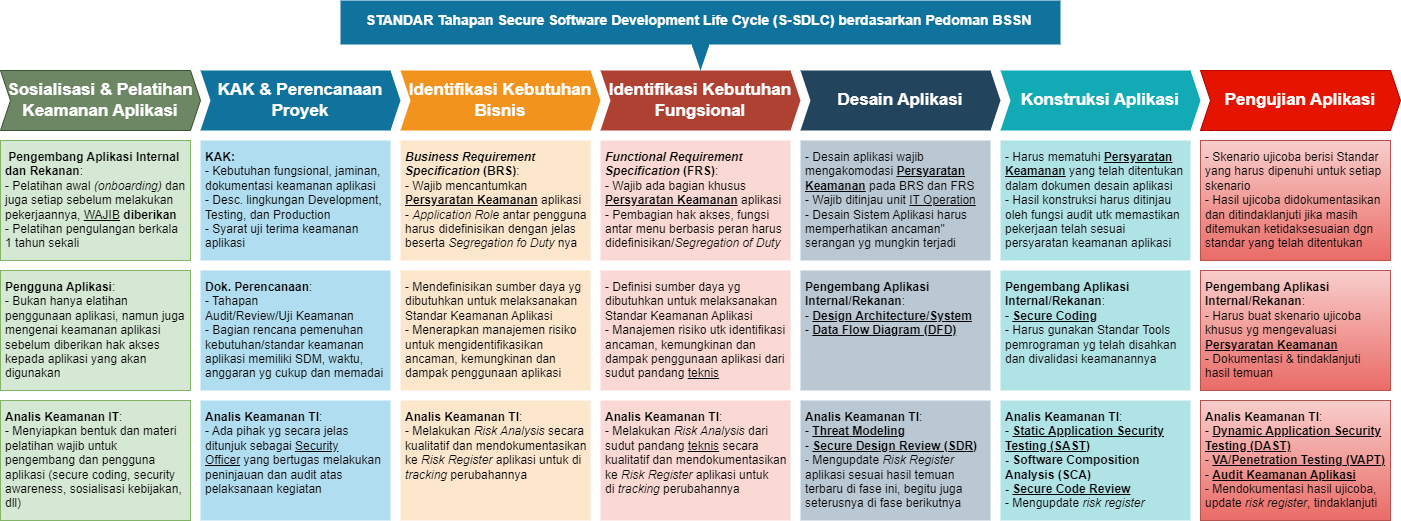 STANDAR Tahapan Secure Software Development Life Cycle (S-SDLC) berdasarkan Pedoman BSSN
Sosialisasi & Pelatihan
Keamanan Aplikasi
KAK & Perencanaan
Proyek
Identifikasi Kebutuhan
Bisnis
Identifikasi Kebutuhan
Fungsional
Desain Aplikasi
Konstruksi Aplikasi
Pengujian Aplikasi
Pengembang Aplikasi Internal
dan Rekanan:
- Pelatihan awal (onboarding) dan
juga setiap sebelum melakukan
pekerjaannya, WAJIB diberikan
- Pelatihan pengulangan berkala
1 tahun sekali
KAK:
- Kebutuhan fungsional, jaminan,
dokumentasi keamanan aplikasi
- Desc. lingkungan Development,
Testing, dan Production
- Syarat uji terima keamanan
aplikasi
Business Requirement
Specification (BRS):
- Wajib mencantumkan
Persyaratan Keamanan aplikasi
- Application Role antar pengguna
harus didefinisikan dengan jelas
beserta Segregation fo Duty nya
Functional Requirement
Specification (FRS):
- Wajib ada bagian khusus
Persyaratan Keamanan aplikasi
- Pembagian hak akses, fungsi
antar menu berbasis peran harus
didefinisikan/Segregation of Duty
- Desain aplikasi wajib
mengakomodasi Persyaratan
Keamanan pada BRS dan FRS
- Wajib ditinjau unit IT Operation
- Desain Sistem Aplikasi harus
memperhatikan ancaman"
serangan yg mungkin terjadi
- Harus mematuhi Persyaratan
Keamanan yang telah ditentukan
dalam dokumen desain aplikasi
- Hasil konstruksi harus ditinjau
oleh fungsi audit utk memastikan
pekerjaan telah sesuai
persyaratan keamanan aplikasi
- Skenario ujicoba berisi Standar
yang harus dipenuhi untuk setiap
skenario
- Hasil ujicoba didokumentasikan
dan ditindaklanjuti jika masih
ditemukan ketidaksesuaian dgn
standar yang telah ditentukan
Pengguna Aplikasi:
- Bukan hanya elatihan
penggunaan aplikasi, namun juga
mengenai keamanan aplikasi
sebelum diberikan hak akses
kepada aplikasi yang akan
digunakan
Dok. Perencanaan:
- Tahapan
Audit/Review/Uji Keamanan
- Bagian rencana pemenuhan
kebutuhan/standar keamanan
aplikasi memiliki SDM, waktu,
anggaran yg cukup dan memadai
- Mendefinisikan sumber daya yg
dibutuhkan untuk melaksanakan
Standar Keamanan Aplikasi
- Menerapkan manajemen risiko
untuk mengidentifikasikan
ancaman, kemungkinan dan
dampak penggunaan aplikasi
- Definisi sumber daya yg
dibutuhkan untuk melaksanakan
Standar Keamanan Aplikasi
- Manajemen risiko utk identifikasi
ancaman, kemungkinan dan
dampak penggunaan aplikasi dari
sudut pandang teknis
Pengembang Aplikasi
Internal/Rekanan:
- Design Architecture/System
- Data Flow Diagram (DFD)
Pengembang Aplikasi
Internal/Rekanan:
- Secure Coding
- Harus gunakan Standar Tools
pemrograman yg telah disahkan
dan divalidasi keamanannya
Pengembang Aplikasi
Internal/Rekanan:
- Harus buat skenario ujicoba
khusus yg mengevaluasi
Persyaratan Keamanan
- Dokumentasi & tindaklanjuti
hasil temuan
Analis Keamanan IT:
- Menyiapkan bentuk dan materi
pelatihan wajib untuk
pengembang dan pengguna
aplikasi (secure coding, security
awareness, sosialisasi kebijakan,
dll)
Analis Keamanan TI:
- Ada pihak yg secara jelas
ditunjuk sebagai Security
Officer yang bertugas melakukan
peninjauan dan audit atas
pelaksanaan kegiatan
Analis Keamanan TI:
- Melakukan Risk Analysis secara
kualitatif dan mendokumentasikan
ke Risk Register aplikasi untuk di
tracking perubahannya
Analis Keamanan TI:
- Melakukan Risk Analysis dari
sudut pandang teknis secara
kualitatif dan mendokumentasikan
ke Risk Register aplikasi untuk
di tracking perubahannya
Analis Keamanan TI:
- Threat Modeling
- Secure Design Review (SDR)
- Mengupdate Risk Register
aplikasi sesuai hasil temuan
terbaru di fase ini, begitu juga
seterusnya di fase berikutnya
Analis Keamanan TI:
- Static Application Security
Testing (SAST)
- Software Composition
Analysis (SCA)
- Secure Code Review
- Mengupdate risk register
Analis Keamanan TI:
- Dynamic Application Security
Testing (DAST)
- VA/Penetration Testing (VAPT)
- Audit Keamanan Aplikasi
- Mendokumentasi hasil ujicoba,
update risk register, tindaklanjuti